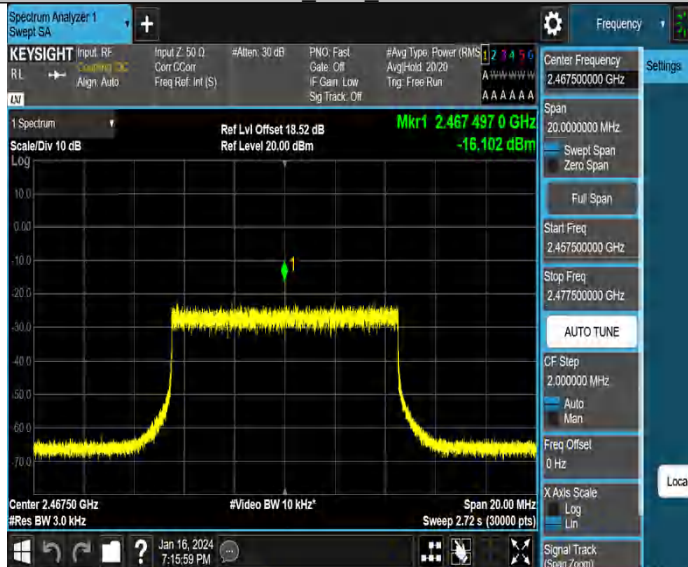 Spectrum Analyzer 1
Swept SA
+
Frequency
KEYSIGHT
RL
Input: RF
Coupling: DC
Align: Auto
Input Z: 50 Ω
Corr CCorr
Freq Ref: Int (S)
#Atten: 30 dB
PNO: Fast
Gate: Off
IF Gain: Low
Sig Track: Off
#Avg Type: Power (RMS
Avg|Hold: 20/20
Trig: Free Run
1 2 3 4 5 6
A W W W W W
A A A A A A
LXI
1 Spectrum
Scale/Div 10 dB
Ref Lvl Offset 18.52 dB
Ref Level 20.00 dBm
Mkr1 2.467 497 0 GHz
-16.102 dBm
Log
10.0
0.00
-10.0
-20.0
-30.0
-40.0
-50.0
-60.0
-70.0
1
Center 2.46750 GHz
#Res BW 3.0 kHz
#Video BW 10 kHz*
Span 20.00 MHz
Sweep 2.72 s (30000 pts)
Center Frequency
2.467500000 GHz
Settings
Span
20.0000000 MHz
Swept Span
Zero Span
Full Span
Start Freq
2.457500000 GHz
Stop Freq
2.477500000 GHz
AUTO TUNE
CF Step
2.000000 MHz
Auto
Man
Freq Offset
0 Hz
X Axis Scale
Log
Lin
Local
Signal Track
(Span Zoom)
?
Jan 16, 2024
7:15:59 PM